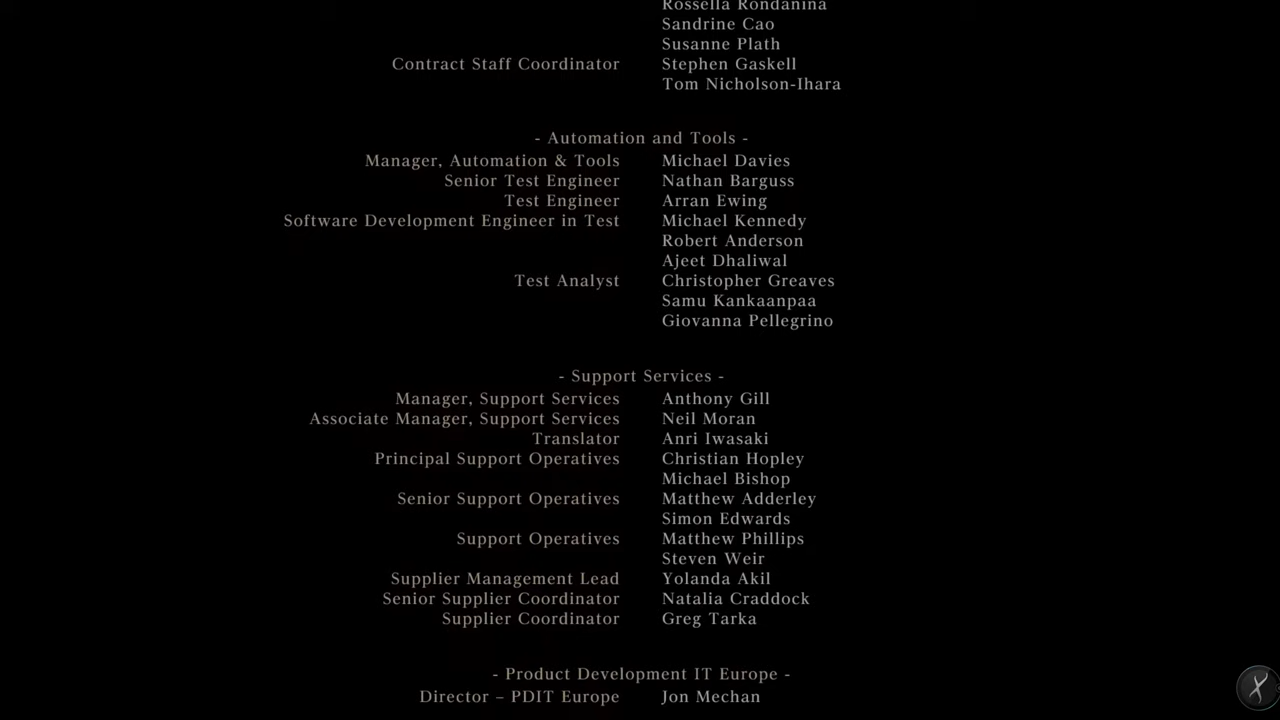 Rossella Rondanina
Sandrine Cao
Susanne Plath
Contract Staff Coordinator Stephen Gaskell
Tom Nicholson-Ihara
- Automation and Tools -
Manager, Automation & Tools Michael Davies
Senior Test Engineer Nathan Barguss
Test Engineer Arran Ewing
Software Development Engineer in Test Michael Kennedy
Robert Anderson
Ajeet Dhaliwal
Test Analyst Christopher Greaves
Samu Kankaanpaa
Giovanna Pellegrino
- Support Services -
Manager, Support Services Anthony Gill
Associate Manager, Support Services Neil Moran
Translator Anri Iwasaki
Principal Support Operatives Christian Hopley
Michael Bishop
Senior Support Operatives Matthew Adderley
Simon Edwards
Support Operatives Matthew Phillips
Steven Weir
Supplier Management Lead Yolanda Akil
Senior Supplier Coordinator Natalia Craddock
Supplier Coordinator Greg Tarka
- Product Development IT Europe -
Director – PDIT Europe Jon Mechan